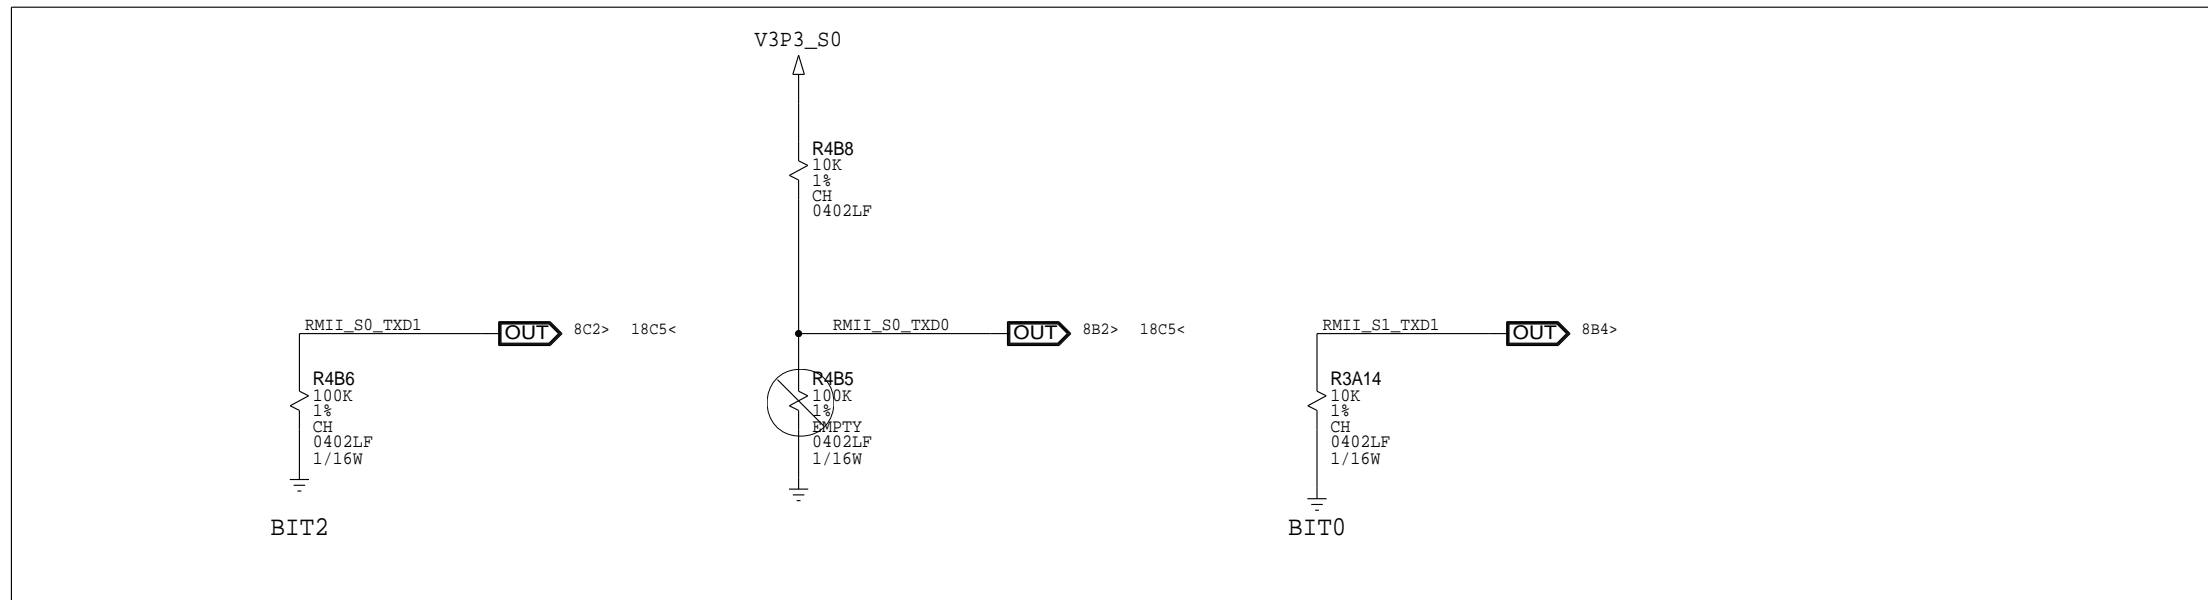 V3P3_S0
R4B8
10K
1%
CH
0402LF
RMII_S0_TXD1
OUT
8C2> 18C5<
R4B6
100K
1%
CH
0402LF
1/16W
BIT2
RMII_S0_TXD0
OUT
8B2> 18C5<
R4B5
100K
1%
EMPTY
0402LF
1/16W
RMII_S1_TXD1
OUT
8B4>
R3A14
10K
1%
CH
0402LF
1/16W
BIT0